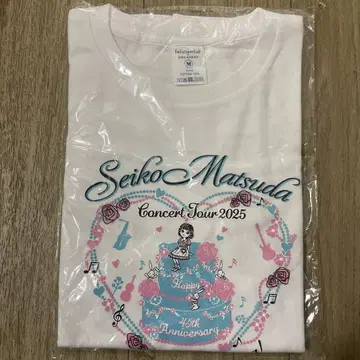 M
Seiko Matsuda
Concert Tour 2025
Happy
45th
Anniversary